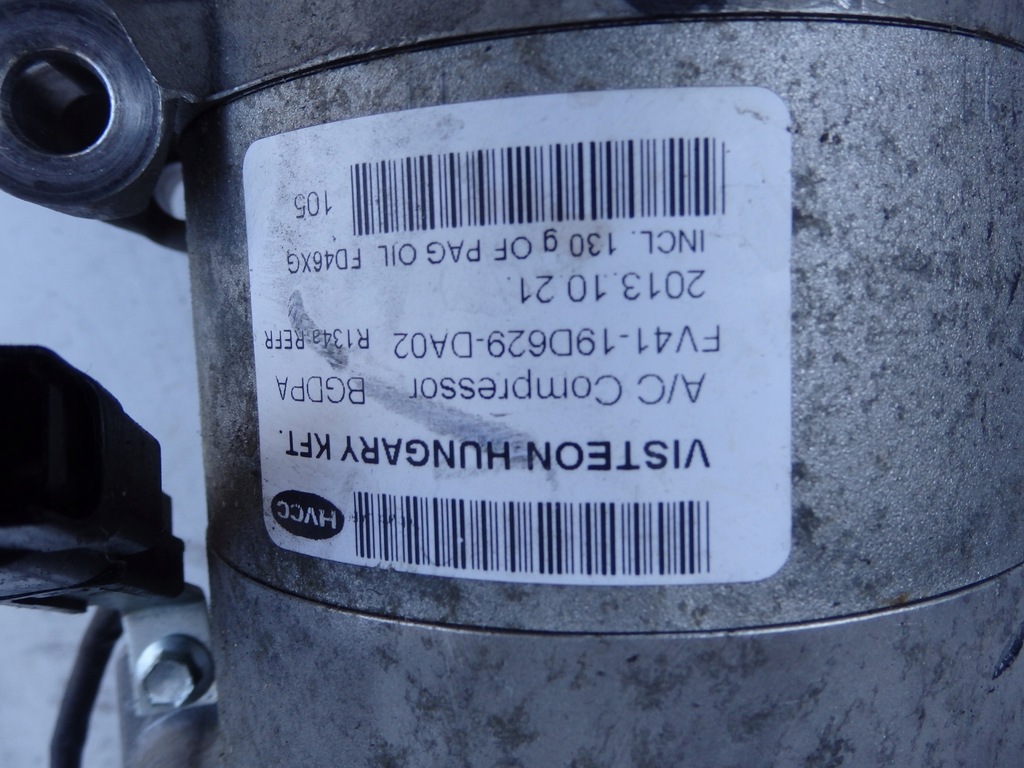 HVCC
VISTEON HUNGARY KFT.
A/C Compressor BGDPA
FV41-19D629-DA02 R134a REFR
2013.10.21.
INCL. 130 g OF PAG OIL FD46XG
105